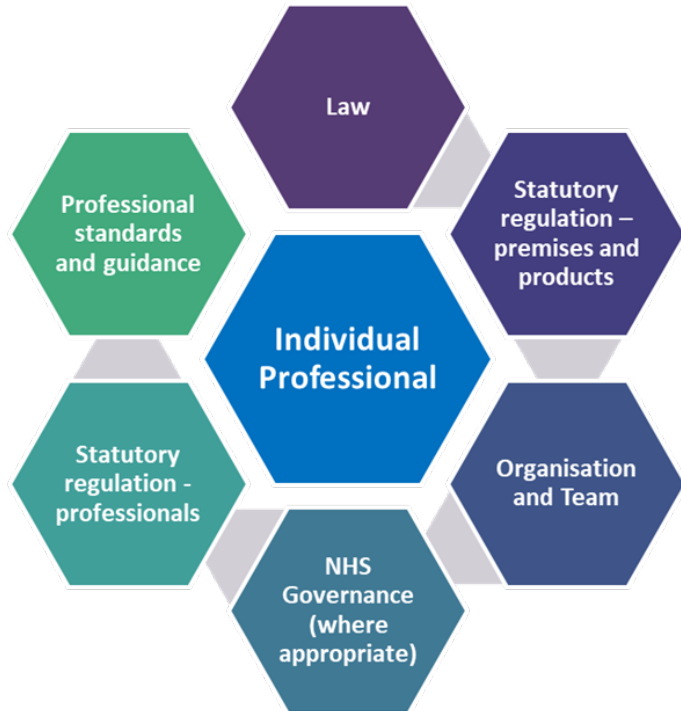 Law
Statutory
regulation –
premises and
products
Organisation
and Team
NHS
Governance
(where
appropriate)
Statutory
regulation -
professionals
Professional
standards
and guidance
Individual
Professional